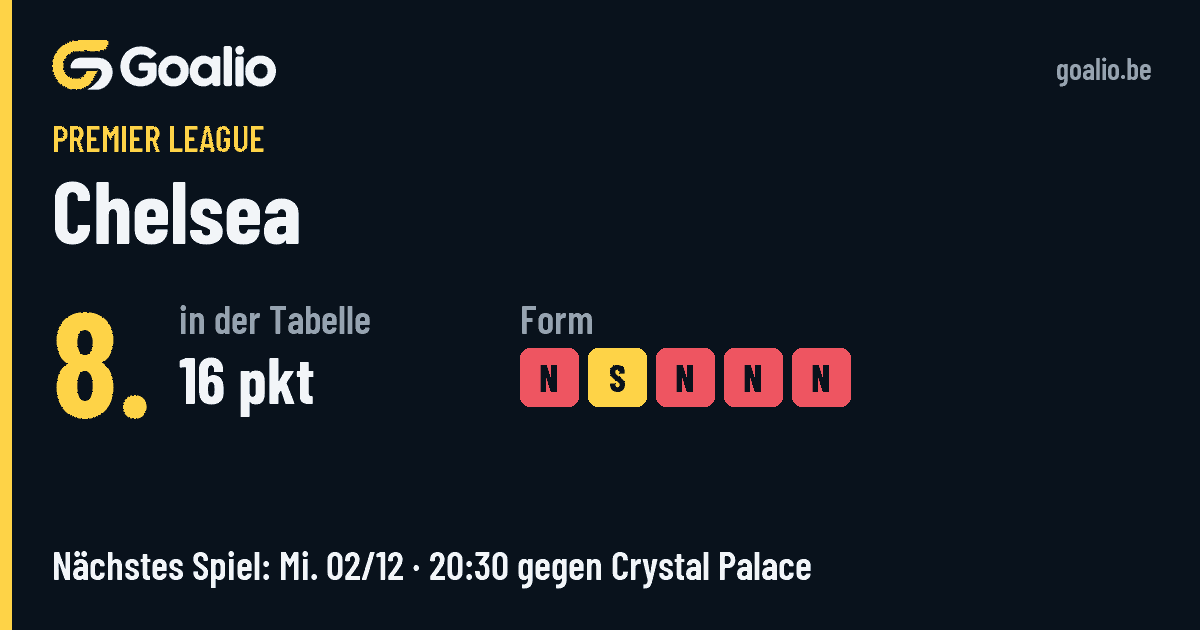 Goalio
goalio.be
PREMIER LEAGUE
Chelsea
8.
in der Tabelle
16 pkt
Form
N S N N N
Nächstes Spiel: Mi. 02/12 · 20:30 gegen Crystal Palace